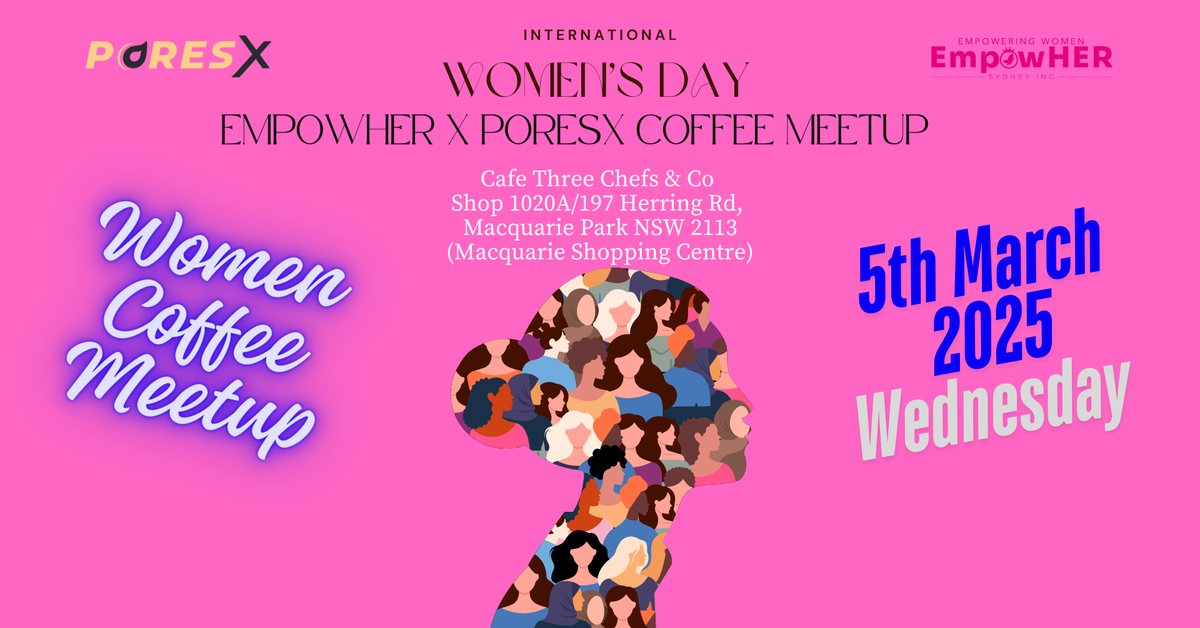 PORESX
INTERNATIONAL
WOMEN'S DAY
EMPOWHER X PORESX COFFEE MEETUP
EMPOWERING WOMEN
EmpowHER
SYDNEY INC
Cafe Three Chefs & Co
Shop 1020A/197 Herring Rd,
Macquarie Park NSW 2113
(Macquarie Shopping Centre)
Women
Coffee
Meetup
5th March
2025
Wednesday